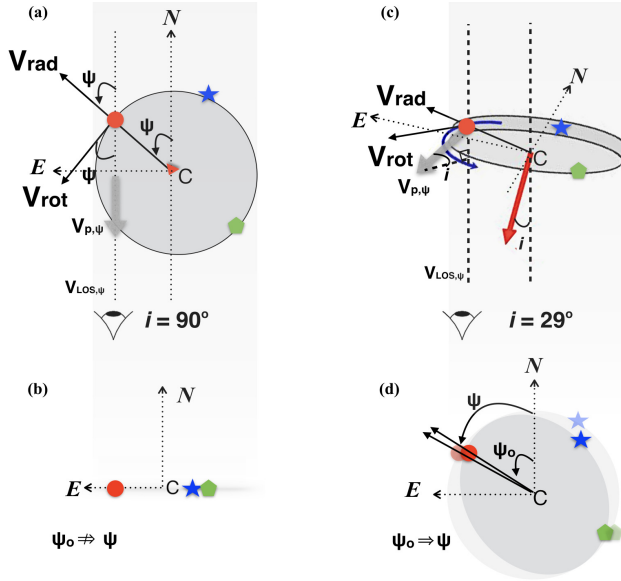 (a)
N
V_rad
ψ
ψ
E
ψ
C
V_rot
V_p,ψ
V_LOS,ψ
i = 90°
(c)
N
V_rad
E
C
V_rot
i
V_p,ψ
i
V_LOS,ψ
i = 29°
(b)
N
E
C
ψ_o ⇏ ψ
(d)
N
ψ
ψ_o
E
C
ψ_o ⇒ ψ